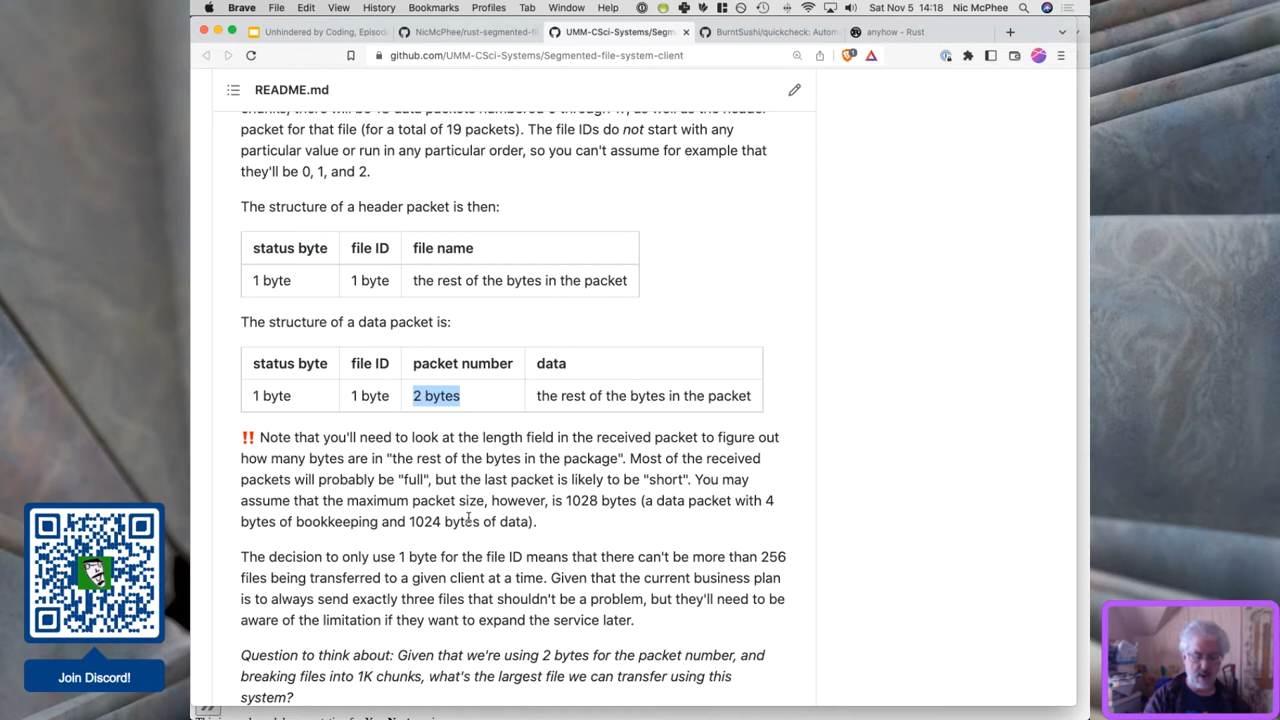 Brave File Edit View History Bookmarks Profiles Tab Window Help Sat Nov 5 14:18 Nic McPhee
Unhindered by Coding, Episod
NicMcPhee/rust-segmented-fi
UMM-CSci-Systems/Segm
BurntSushi/quickcheck: Autom
anyhow - Rust
github.com/UMM-CSci-Systems/Segmented-file-system-client
README.md
packet for that file (for a total of 19 packets). The file IDs do not start with any
particular value or run in any particular order, so you can't assume for example that
they'll be 0, 1, and 2.
The structure of a header packet is then:
status byte file ID file name
1 byte 1 byte the rest of the bytes in the packet
The structure of a data packet is:
status byte file ID packet number data
1 byte 1 byte 2 bytes the rest of the bytes in the packet
‼️ Note that you'll need to look at the length field in the received packet to figure out
how many bytes are in "the rest of the bytes in the package". Most of the received
packets will probably be "full", but the last packet is likely to be "short". You may
assume that the maximum packet size, however, is 1028 bytes (a data packet with 4
bytes of bookkeeping and 1024 bytes of data).
The decision to only use 1 byte for the file ID means that there can't be more than 256
files being transferred to a given client at a time. Given that the current business plan
is to always send exactly three files that shouldn't be a problem, but they'll need to be
aware of the limitation if they want to expand the service later.
Question to think about: Given that we're using 2 bytes for the packet number, and
breaking files into 1K chunks, what's the largest file we can transfer using this
system?
Join Discord!